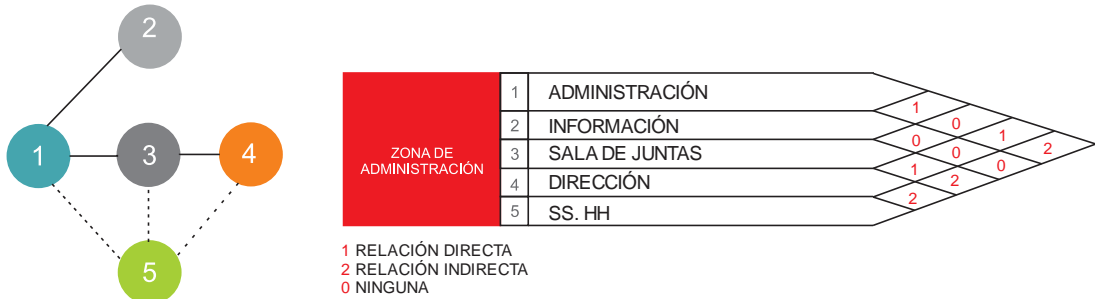 2
1
3
4
5
ZONA DE
ADMINISTRACIÓN
1 ADMINISTRACIÓN
2 INFORMACIÓN
3 SALA DE JUNTAS
4 DIRECCIÓN
5 SS. HH
1
0
0 1
0 2
1 0
2
2
1 RELACIÓN DIRECTA
2 RELACIÓN INDIRECTA
0 NINGUNA